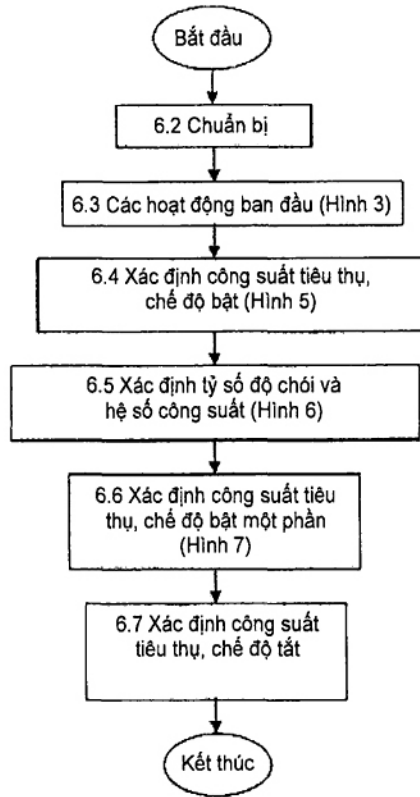 Bắt đầu
6.2 Chuẩn bị
6.3 Các hoạt động ban đầu (Hình 3)
6.4 Xác định công suất tiêu thụ,
chế độ bật (Hình 5)
6.5 Xác định tỷ số độ chói và
hệ số công suất (Hình 6)
6.6 Xác định công suất tiêu
thụ, chế độ bật một phần
(Hình 7)
6.7 Xác định công suất
tiêu thụ, chế độ tắt
Kết thúc